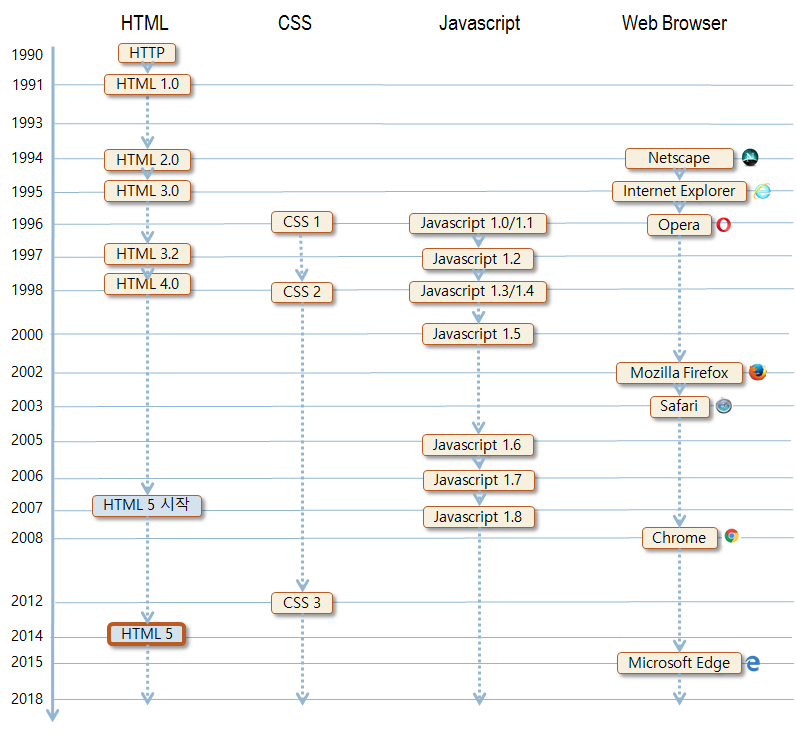 HTML CSS Javascript Web Browser
1990 HTTP
1991 HTML 1.0
1993
1994 HTML 2.0 Netscape
1995 HTML 3.0 Internet Explorer
1996 CSS 1 Javascript 1.0/1.1 Opera
1997 HTML 3.2 Javascript 1.2
1998 HTML 4.0 CSS 2 Javascript 1.3/1.4
2000 Javascript 1.5
2002 Mozilla Firefox
2003 Safari
2005 Javascript 1.6
2006 Javascript 1.7
2007 HTML 5 시작 Javascript 1.8
2008 Chrome
2012 CSS 3
2014 HTML 5
2015 Microsoft Edge
2018